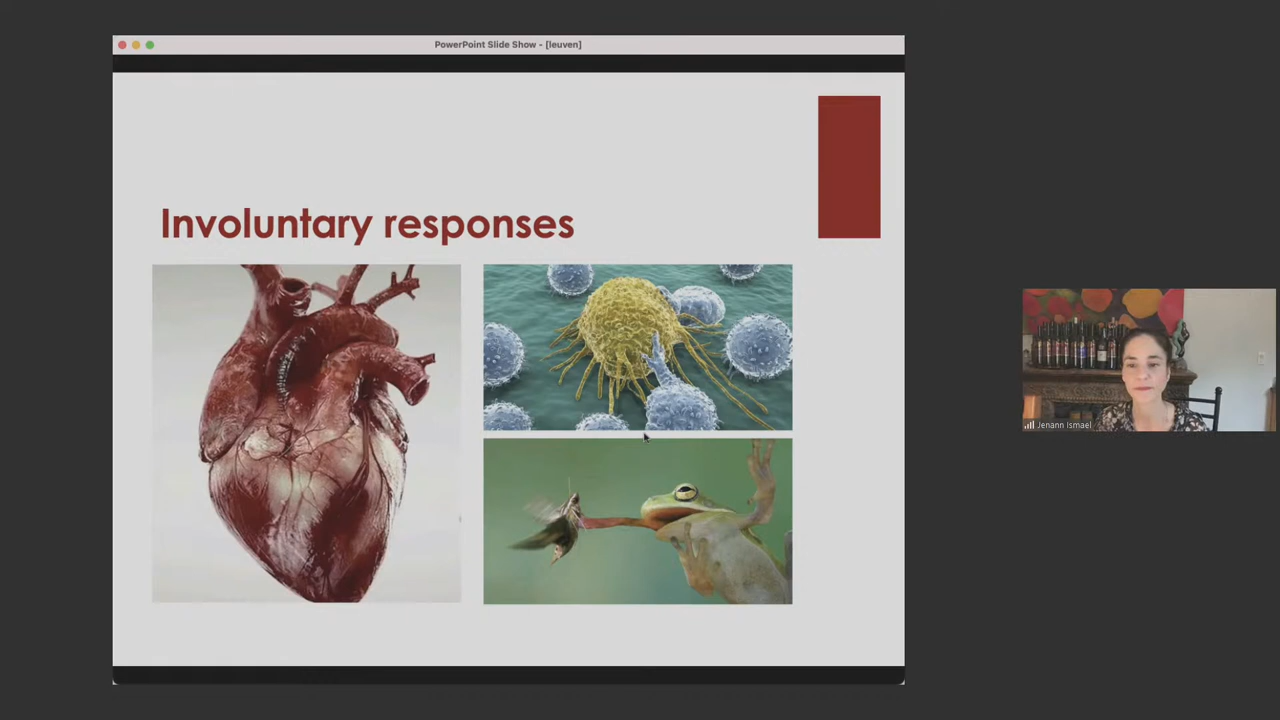 PowerPoint Slide Show - [leuven]
Involuntary responses
Jenann Ismael